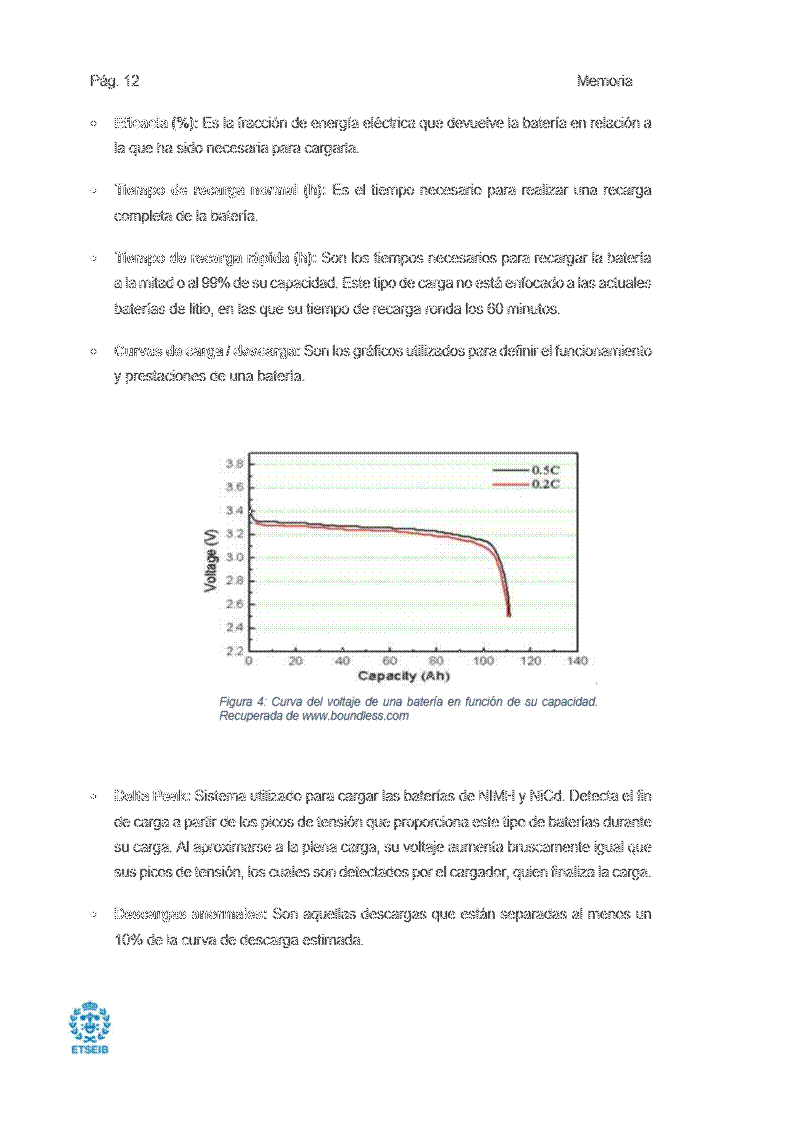 Pág. 12 Memoria
• Eficacia (%): Es la fracción de energía eléctrica que devuelve la batería en relación a
la que ha sido necesaria para cargarla.
• Tiempo de recarga normal (h): Es el tiempo necesario para realizar una recarga
completa de la batería.
• Tiempo de recarga rápida (h): Son los tiempos necesarios para recargar la batería
a la mitad o al 99% de su capacidad. Este tipo de carga no está enfocado a las actuales
baterías de litio, en las que su tiempo de recarga ronda los 60 minutos.
• Curvas de carga / descarga: Son los gráficos utilizados para definir el funcionamiento
y prestaciones de una batería.
3.8
3.6
3.4
3.2
3.0
2.8
2.6
2.4
2.2
Voltage (V)
0.5C
0.2C
0 20 40 60 80 100 120 140
Capacity (Ah)
Figura 4: Curva del voltaje de una batería en función de su capacidad.
Recuperada de www.boundless.com
• Delta Peak: Sistema utilizado para cargar las baterías de NiMH y NiCd. Detecta el fin
de carga a partir de los picos de tensión que proporciona este tipo de baterías durante
su carga. Al aproximarse a la plena carga, su voltaje aumenta bruscamente igual que
sus picos de tensión, los cuales son detectados por el cargador, quien finaliza la carga.
• Descargas anormales: Son aquellas descargas que están separadas al menos un
10% de la curva de descarga estimada.
ETSEIB